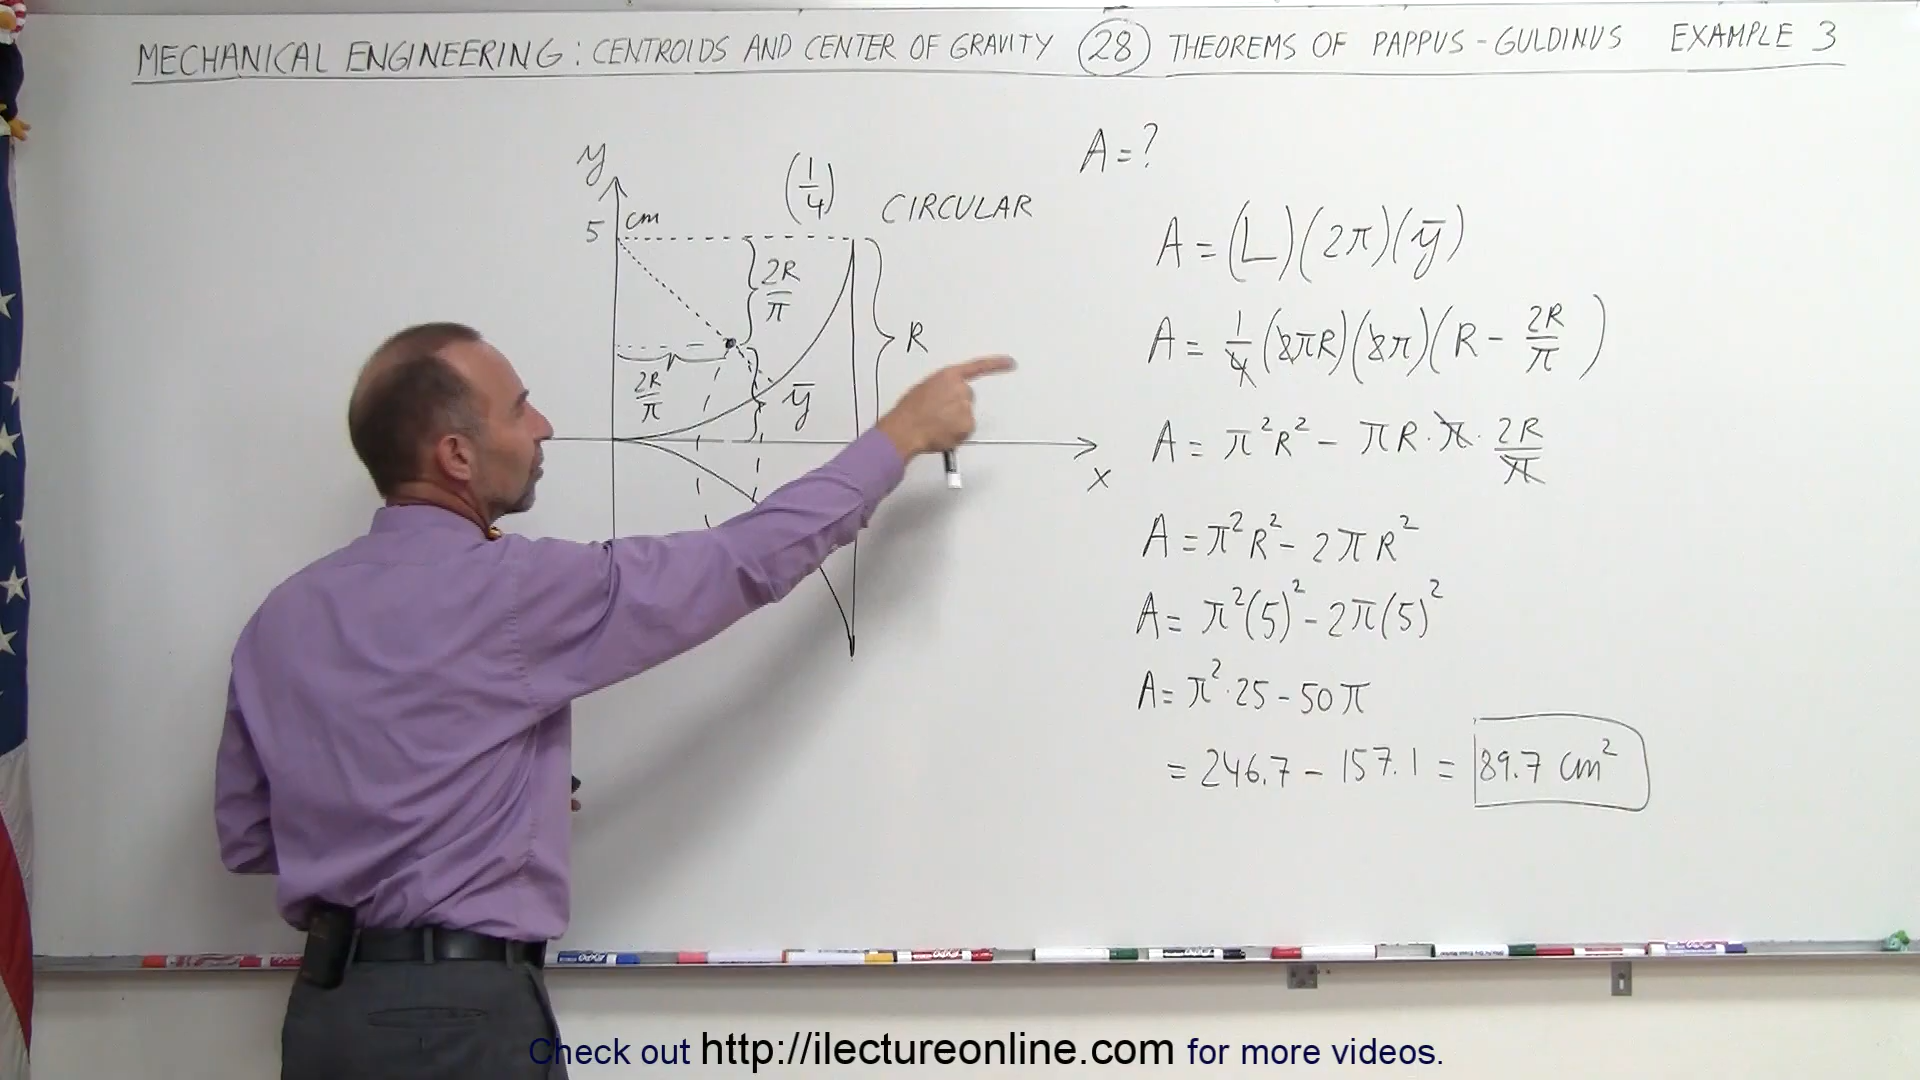 MECHANICAL ENGINEERING: CENTROIDS AND CENTER OF GRAVITY (28) THEOREMS OF PAPPUS-GULDINUS EXAMPLE 3
y
5 cm
(1/4) CIRCULAR
2R/π
2R/π
R
ȳ
x
A = ?
A = (L)(2π)(ȳ)
A = 1/4 (2πR)(2π)(R - 2R/π)
A = π²R² - πR·π·2R/π
A = π²R² - 2πR²
A = π²(5)² - 2π(5)²
A = π²·25 - 50π
= 246.7 - 157.1 = 89.7 cm²
Check out http://ilectureonline.com for more videos.